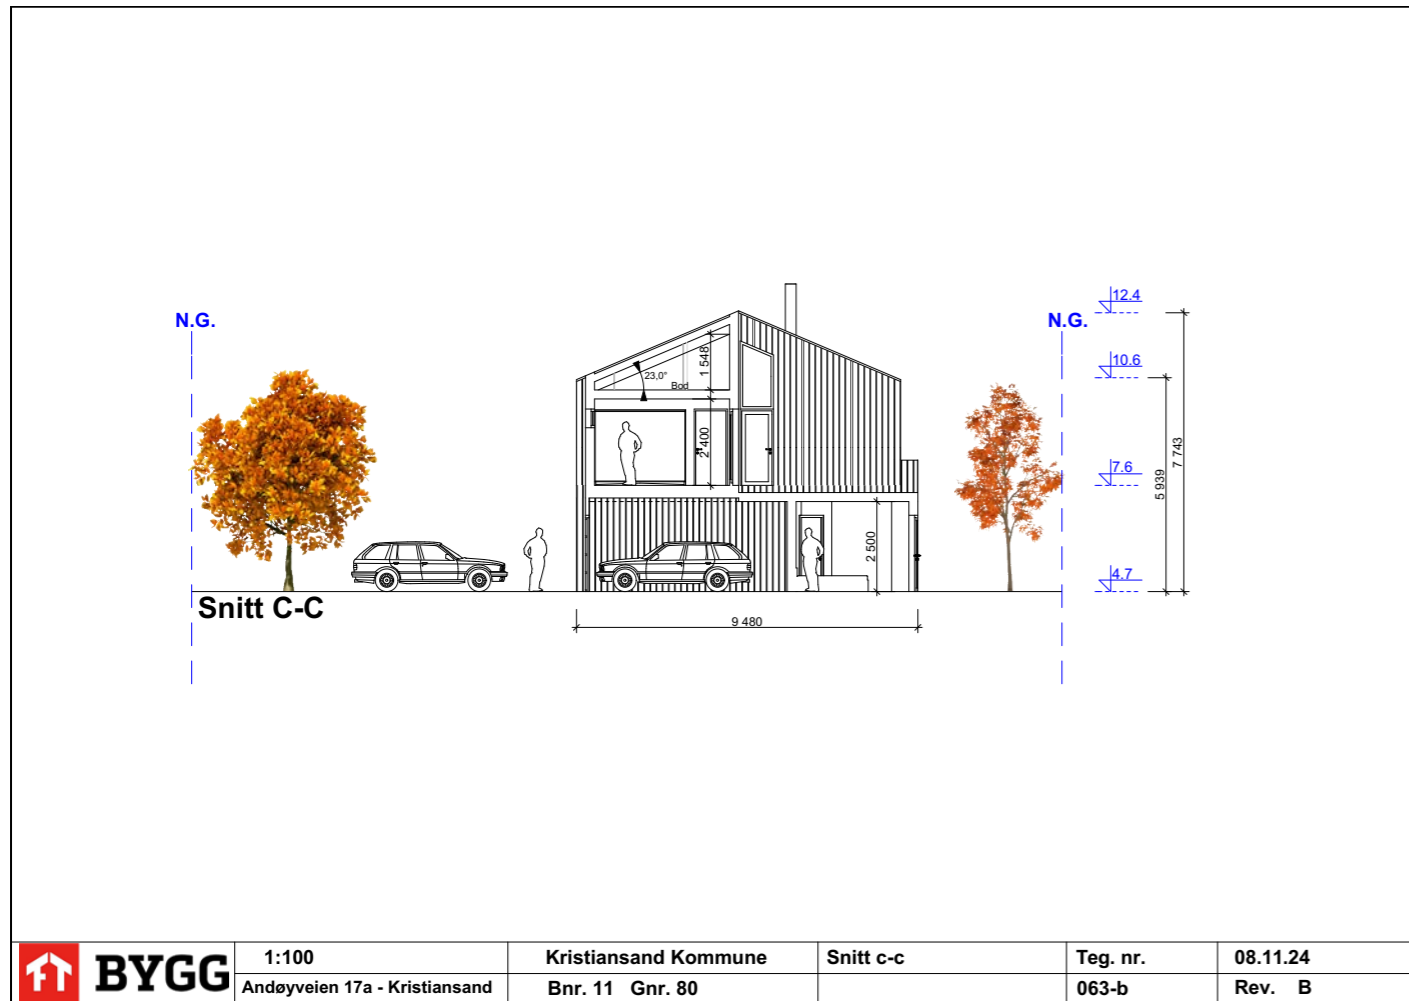 12.4
N.G.
N.G.
10.6
1 548
23,0°
Bod
2 400
7 743
5 939
7.6
2 500
4.7
Snitt C-C
9 480
FT BYGG
1:100
Kristiansand Kommune
Snitt c-c
Teg. nr.
08.11.24
Andøyveien 17a - Kristiansand
Bnr. 11 Gnr. 80
063-b
Rev. B